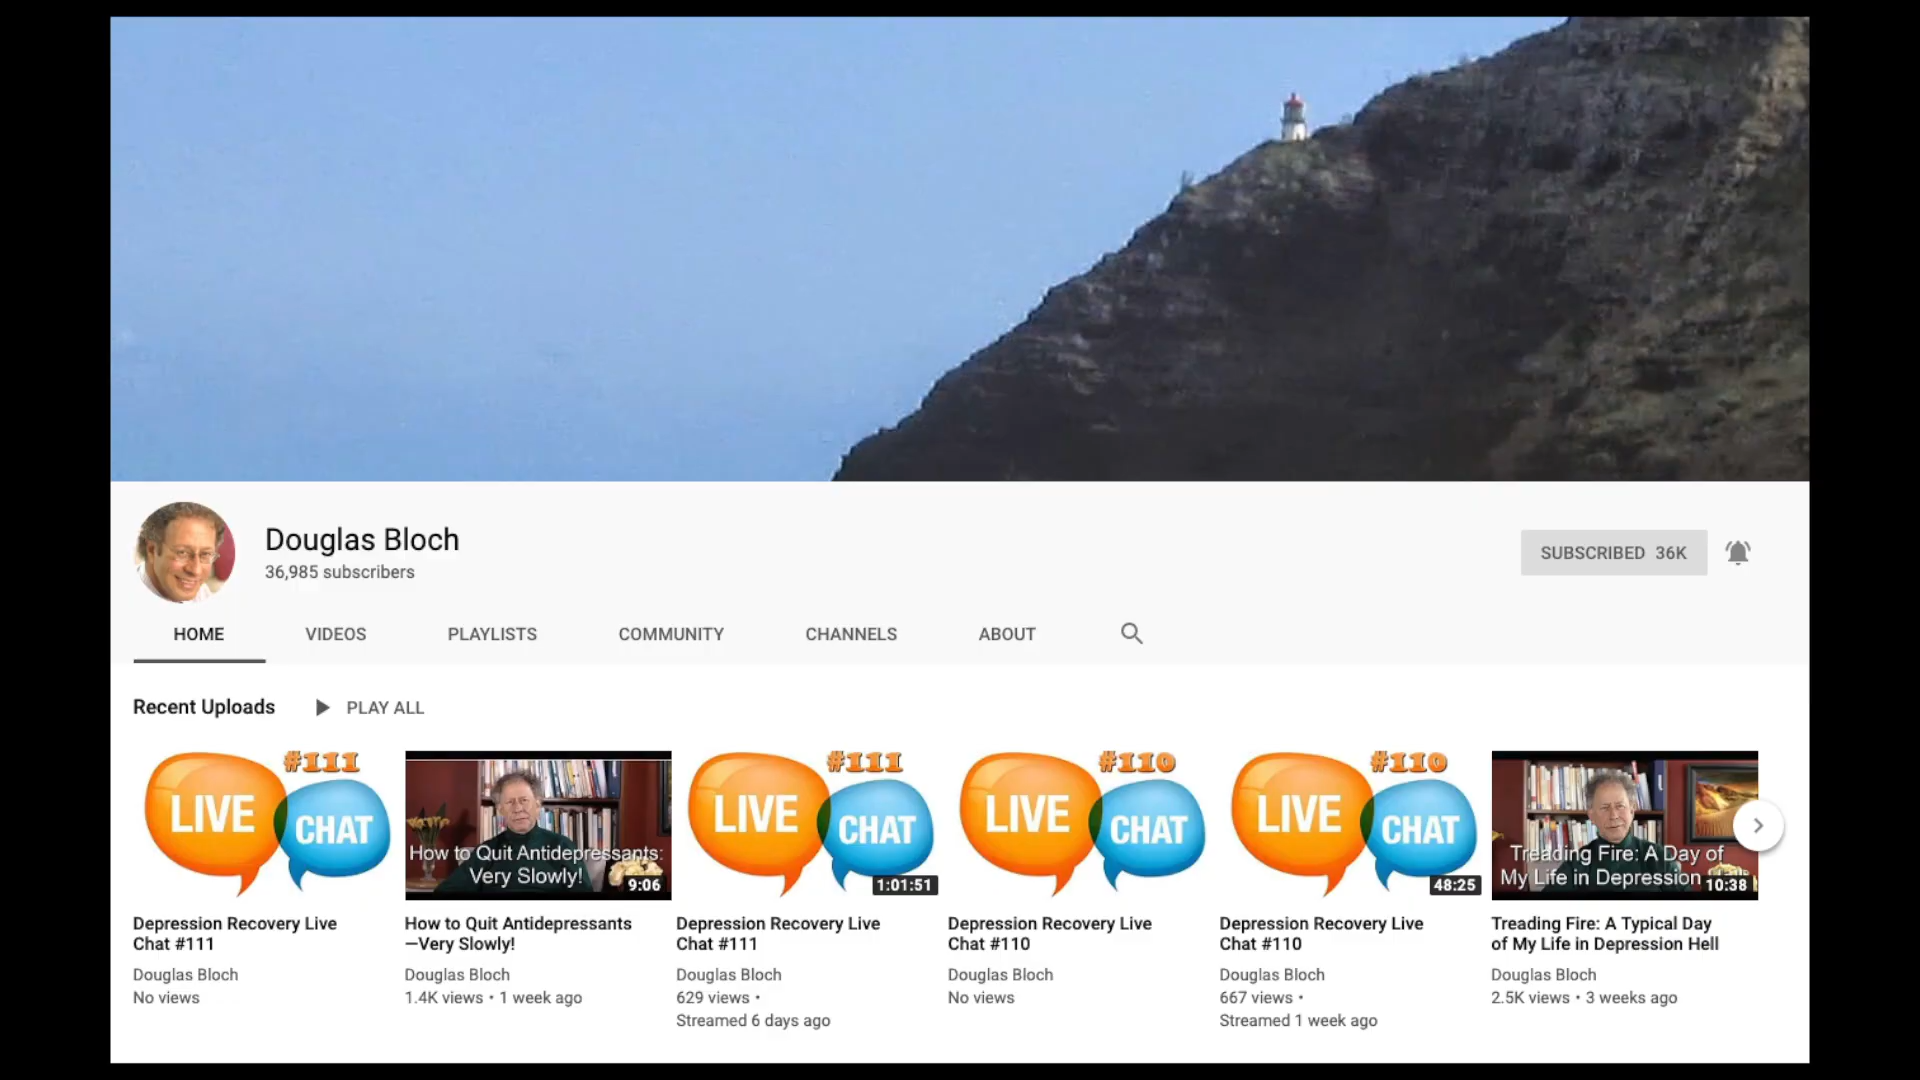 Douglas Bloch
36,985 subscribers
SUBSCRIBED 36K
HOME VIDEOS PLAYLISTS COMMUNITY CHANNELS ABOUT
Recent Uploads PLAY ALL
#111
LIVE
CHAT
Depression Recovery Live
Chat #111
Douglas Bloch
No views
How to Quit Antidepressants:
Very Slowly!
9:06
How to Quit Antidepressants
—Very Slowly!
Douglas Bloch
1.4K views • 1 week ago
#111
LIVE
CHAT
1:01:51
Depression Recovery Live
Chat #111
Douglas Bloch
629 views •
Streamed 6 days ago
#110
LIVE
CHAT
Depression Recovery Live
Chat #110
Douglas Bloch
No views
#110
LIVE
CHAT
48:25
Depression Recovery Live
Chat #110
Douglas Bloch
667 views •
Streamed 1 week ago
Treading Fire: A Day of
My Life in Depression
10:38
Treading Fire: A Typical Day
of My Life in Depression Hell
Douglas Bloch
2.5K views • 3 weeks ago